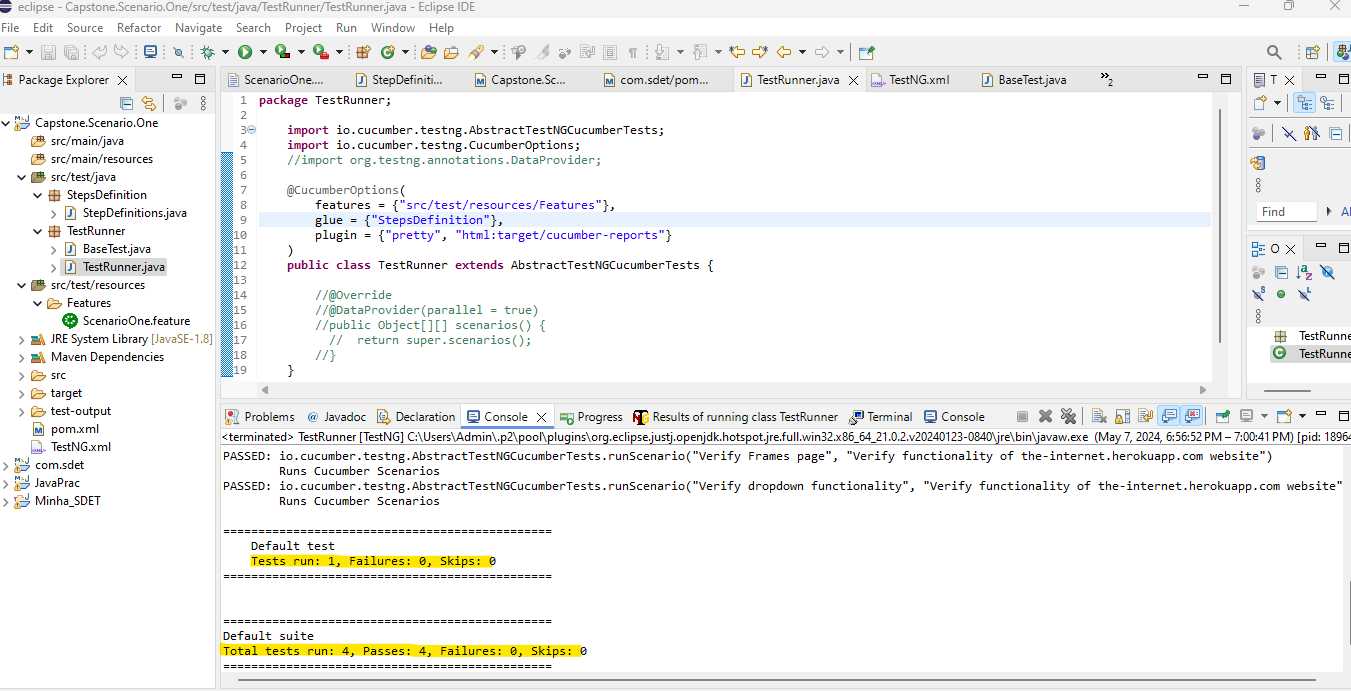 eclipse - Capstone.Scenario.One/src/test/java/TestRunner/TestRunner.java - Eclipse IDE
File Edit Source Refactor Navigate Search Project Run Window Help
Package Explorer
ScenarioOne.... StepDefiniti... Capstone.Sc... com.sdet/pom... TestRunner.java TestNG.xml BaseTest.java »2
T
Capstone.Scenario.One
src/main/java
src/main/resources
src/test/java
StepsDefinition
StepDefinitions.java
TestRunner
BaseTest.java
TestRunner.java
src/test/resources
Features
ScenarioOne.feature
JRE System Library [JavaSE-1.8]
Maven Dependencies
src
target
test-output
pom.xml
TestNG.xml
com.sdet
JavaPrac
Minha_SDET
1 package TestRunner;
2
3 import io.cucumber.testng.AbstractTestNGCucumberTests;
4 import io.cucumber.testng.CucumberOptions;
5 //import org.testng.annotations.DataProvider;
6
7 @CucumberOptions(
8 features = {"src/test/resources/Features"},
9 glue = {"StepsDefinition"},
10 plugin = {"pretty", "html:target/cucumber-reports"}
11 )
12 public class TestRunner extends AbstractTestNGCucumberTests {
13
14 //@Override
15 //@DataProvider(parallel = true)
16 //public Object[][] scenarios() {
17 // return super.scenarios();
18 //}
19 }
Find Al
O
TestRunne
TestRunne
Problems Javadoc Declaration Console Progress Results of running class TestRunner Terminal Console
<terminated> TestRunner [TestNG] C:\Users\Admin\.p2\pool\plugins\org.eclipse.justj.openjdk.hotspot.jre.full.win32.x86_64_21.0.2.v20240123-0840\jre\bin\javaw.exe (May 7, 2024, 6:56:52 PM – 7:00:41 PM) [pid: 18964
PASSED: io.cucumber.testng.AbstractTestNGCucumberTests.runScenario("Verify Frames page", "Verify functionality of the-internet.herokuapp.com website")
Runs Cucumber Scenarios
PASSED: io.cucumber.testng.AbstractTestNGCucumberTests.runScenario("Verify dropdown functionality", "Verify functionality of the-internet.herokuapp.com website"
Runs Cucumber Scenarios
===============================================
Default test
Tests run: 1, Failures: 0, Skips: 0
===============================================
===============================================
Default suite
Total tests run: 4, Passes: 4, Failures: 0, Skips: 0
===============================================